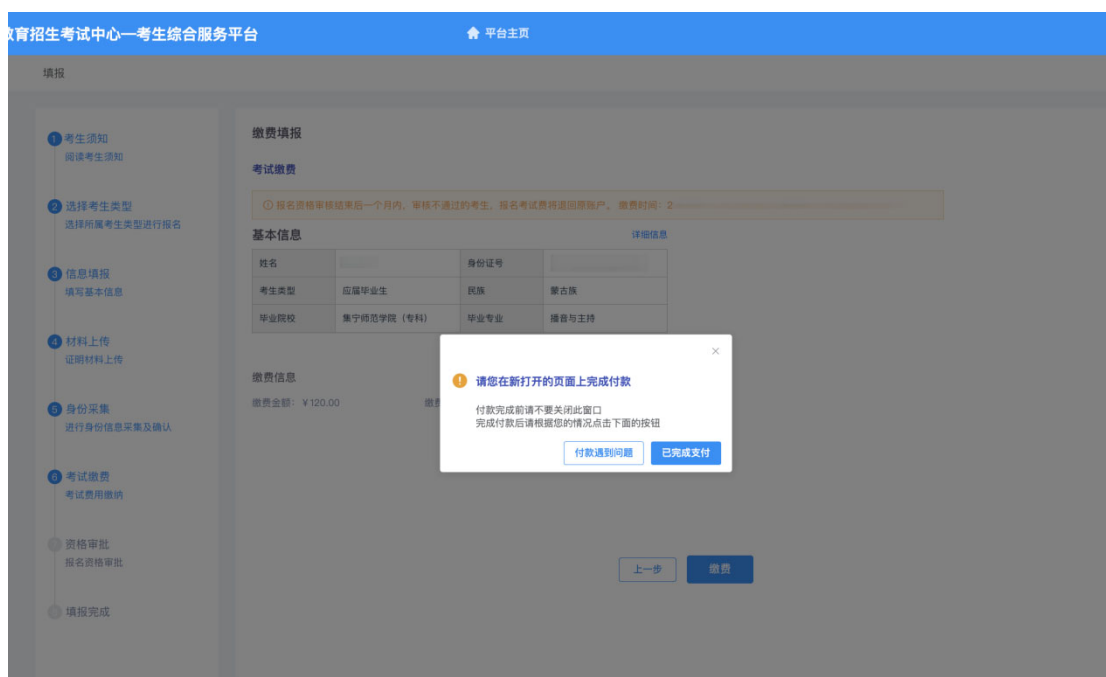 育招生考试中心—考生综合服务平台
平台主页
填报
1 考生须知
阅读考生须知
2 选择考生类型
选择所属考生类型进行报名
3 信息填报
填写基本信息
4 材料上传
证明材料上传
5 身份采集
进行身份信息采集及确认
6 考试缴费
考试费用缴纳
资格审批
报名资格审批
填报完成
缴费填报
考试缴费
报名资格审核结束后一个月内，审核不通过的考生，报名考试费将退回原账户。 缴费时间：2
基本信息 详细信息
姓名 身份证号
考生类型 应届毕业生 民族 蒙古族
毕业院校 集宁师范学院（专科） 毕业专业 播音与主持
缴费信息
缴费金额：￥120.00 缴费
请您在新打开的页面上完成付款
付款完成前请不要关闭此窗口
完成付款后请根据您的情况点击下面的按钮
付款遇到问题 已完成支付
上一步 缴费